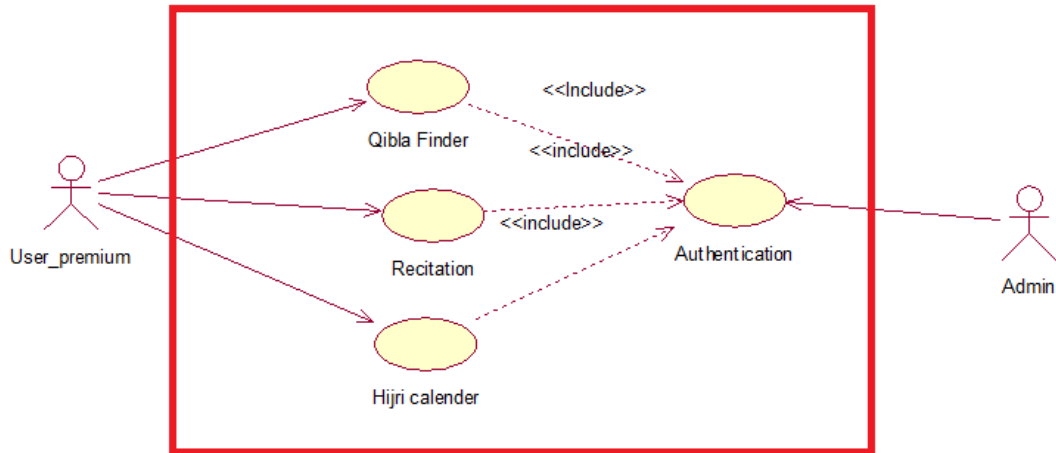 <<Include>>
Qibla Finder
<<include>>
User_premium
<<include>>
Recitation
Authentication
Admin
Hijri calender